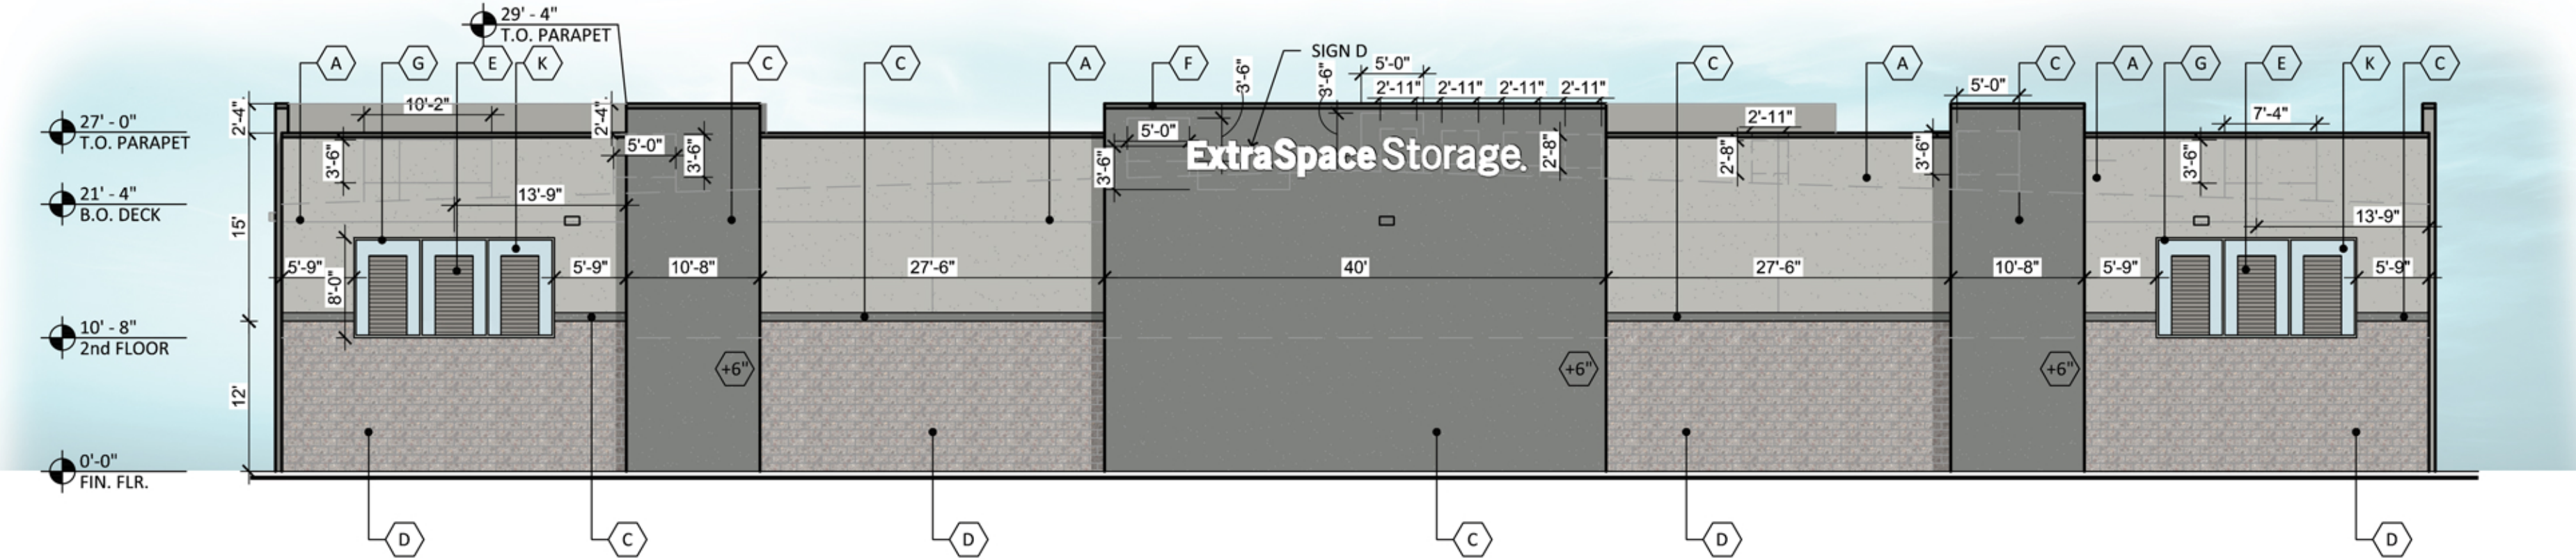 29' - 4"
T.O. PARAPET
SIGN D
A
G
E
K
C
C
A
F
3'-6"
3'-6"
5'-0"
C
A
C
A
G
E
K
C
2'-11"
2'-11"
2'-11"
2'-11"
5'-0"
27' - 0"
T.O. PARAPET
2'-4"
10'-2"
2'-4"
2'-11"
7'-4"
3'-6"
5'-0"
3'-6"
3'-6"
5'-0"
ExtraSpace Storage.
2'-8"
2'-8"
3'-6"
3'-6"
21' - 4"
B.O. DECK
13'-9"
13'-9"
15'
5'-9"
8'-0"
5'-9"
10'-8"
27'-6"
40'
27'-6"
10'-8"
5'-9"
5'-9"
10' - 8"
2nd FLOOR
+6"
+6"
+6"
12'
0'-0"
FIN. FLR.
D
C
D
C
D
D